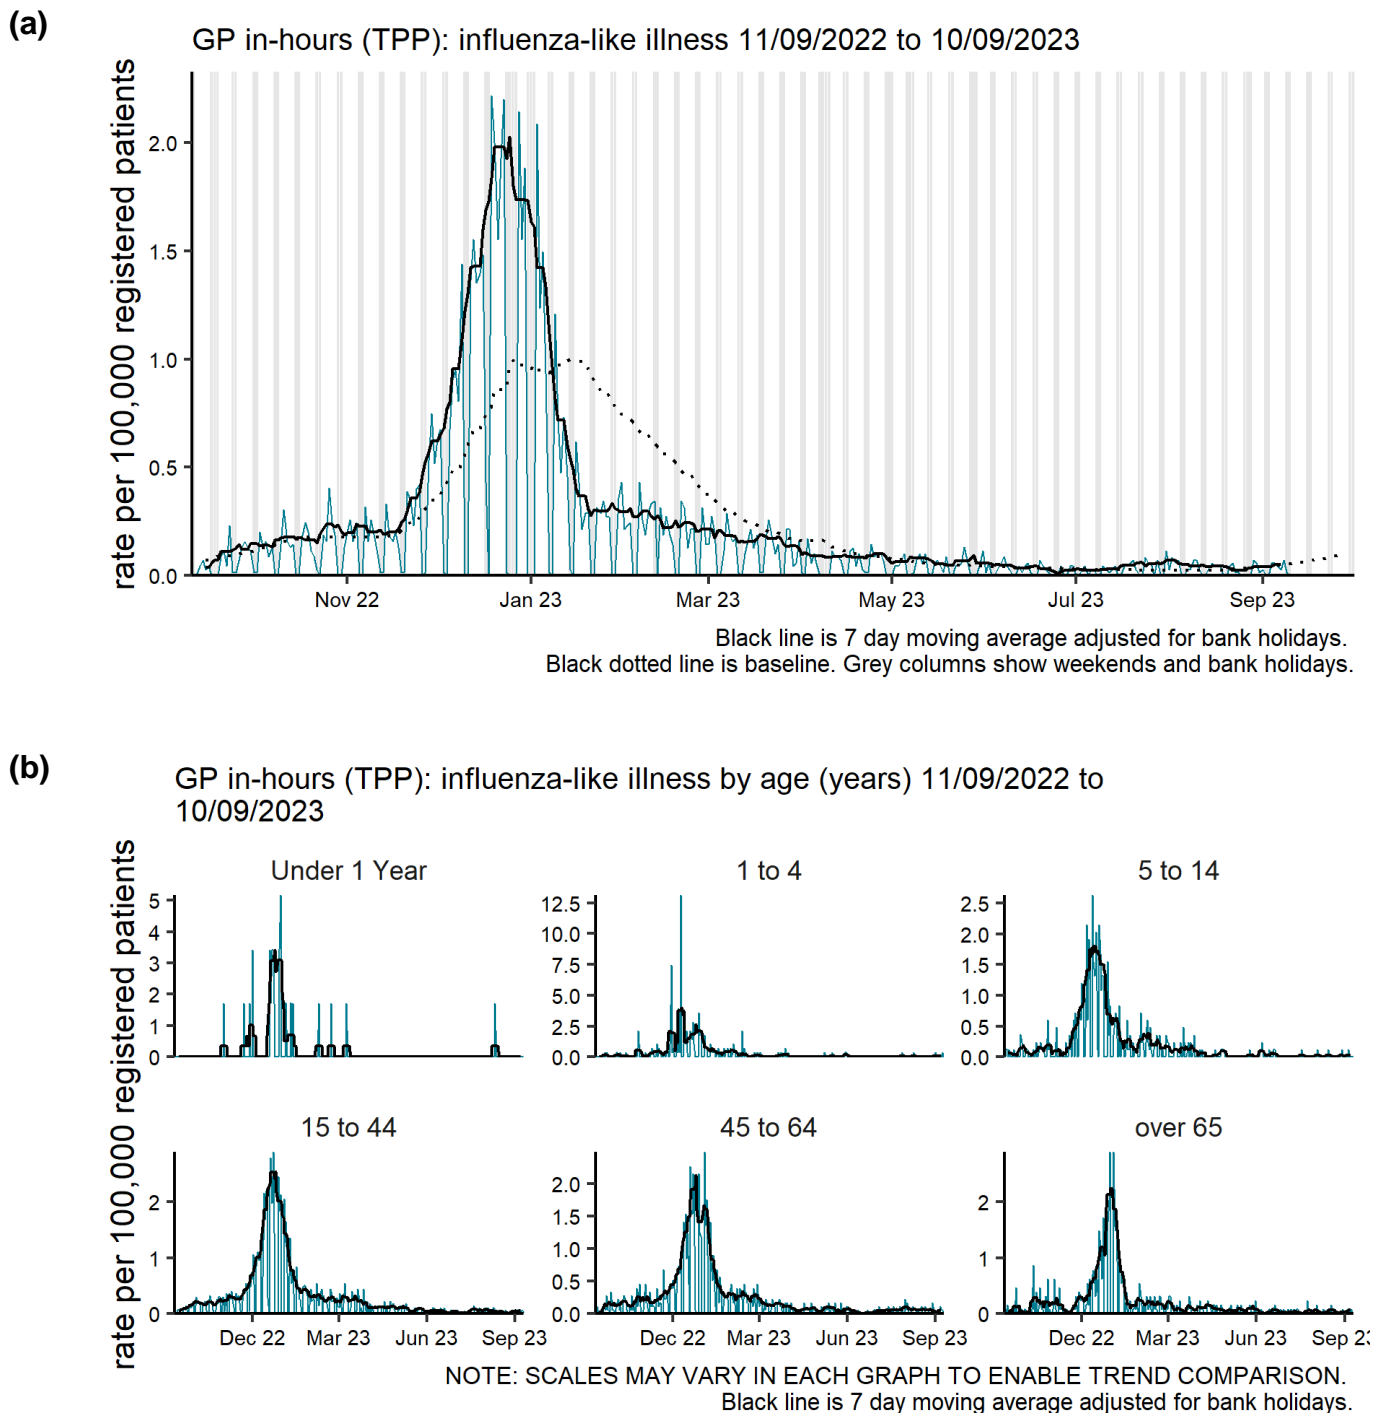 (a)
GP in-hours (TPP): influenza-like illness 11/09/2022 to 10/09/2023
rate per 100,000 registered patients
2.0
1.5
1.0
0.5
0.0
Nov 22 Jan 23 Mar 23 May 23 Jul 23 Sep 23
Black line is 7 day moving average adjusted for bank holidays.
Black dotted line is baseline. Grey columns show weekends and bank holidays.
(b)
GP in-hours (TPP): influenza-like illness by age (years) 11/09/2022 to
10/09/2023
rate per 100,000 registered patients
Under 1 Year
5
4
3
2
1
0
1 to 4
12.5
10.0
7.5
5.0
2.5
0.0
5 to 14
2.5
2.0
1.5
1.0
0.5
0.0
15 to 44
2
1
0
Dec 22 Mar 23 Jun 23 Sep 23
45 to 64
2.0
1.5
1.0
0.5
0.0
Dec 22 Mar 23 Jun 23 Sep 23
over 65
2
1
0
Dec 22 Mar 23 Jun 23 Sep
NOTE: SCALES MAY VARY IN EACH GRAPH TO ENABLE TREND COMPARISON.
Black line is 7 day moving average adjusted for bank holidays.